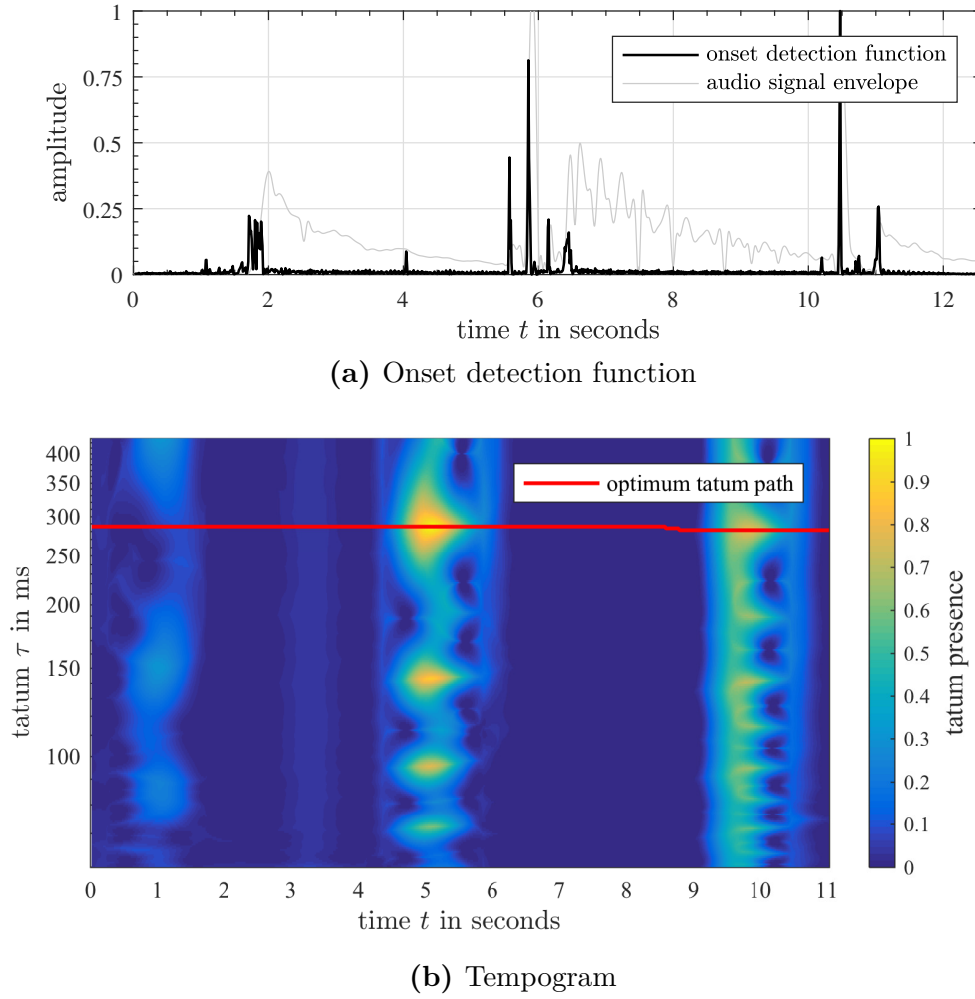 1
0.75
0.5
0.25
0
amplitude
onset detection function
audio signal envelope
0 2 4 6 8 10 12
time t in seconds
(a) Onset detection function
400
350
300
250
200
150
100
tatum τ in ms
optimum tatum path
0 1 2 3 4 5 6 7 8 9 10 11
time t in seconds
1
0.9
0.8
0.7
0.6
0.5
0.4
0.3
0.2
0.1
0
tatum presence
(b) Tempogram